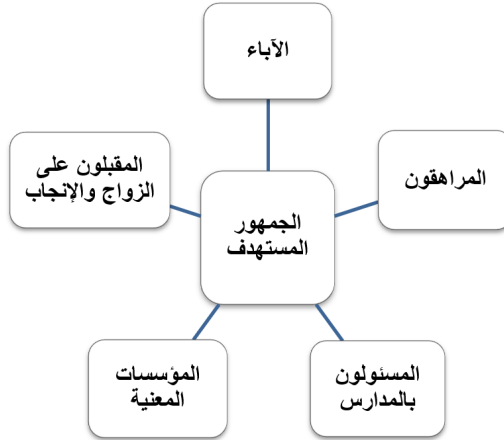 الآباء
المراهقون
المقبلون على
الزواج والإنجاب
الجمهور
المستهدف
المسئولون
بالمدارس
المؤسسات
المعنية